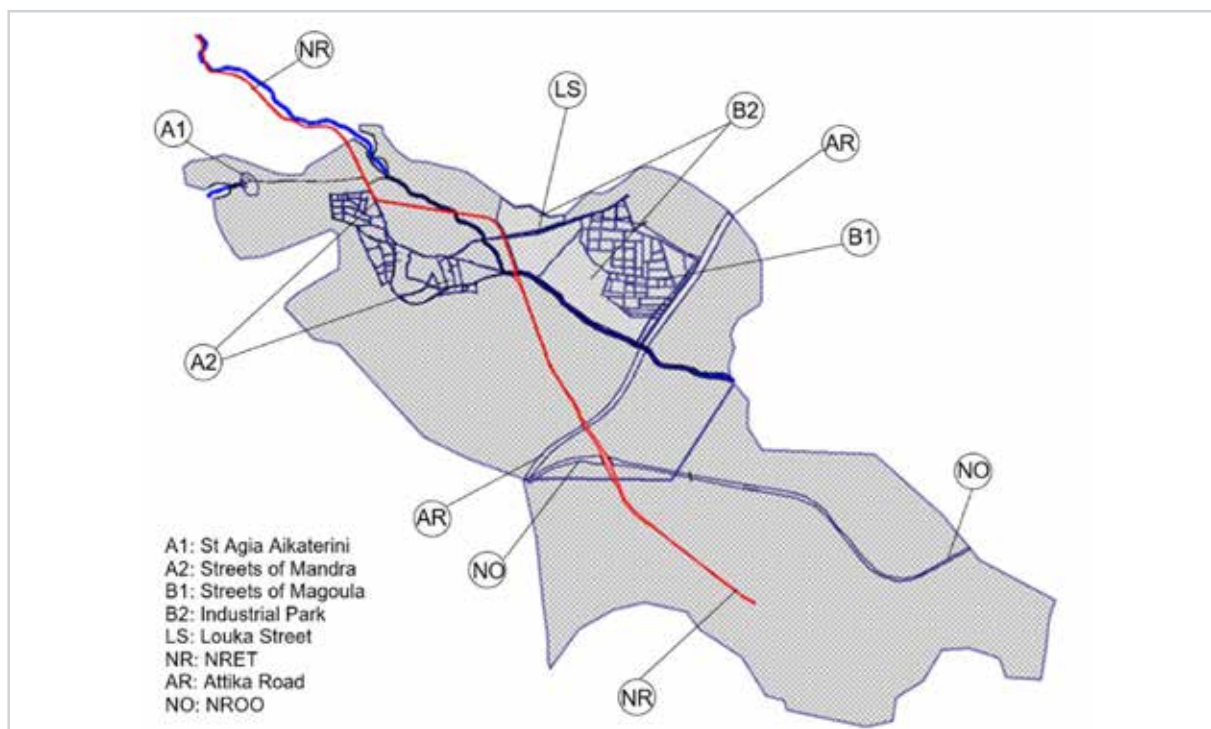 NR
LS
B2
A1
AR
B1
A2
AR
NO
NO
NR
A1: St Agia Aikaterini
A2: Streets of Mandra
B1: Streets of Magoula
B2: Industrial Park
LS: Louka Street
NR: NRET
AR: Attika Road
NO: NROO